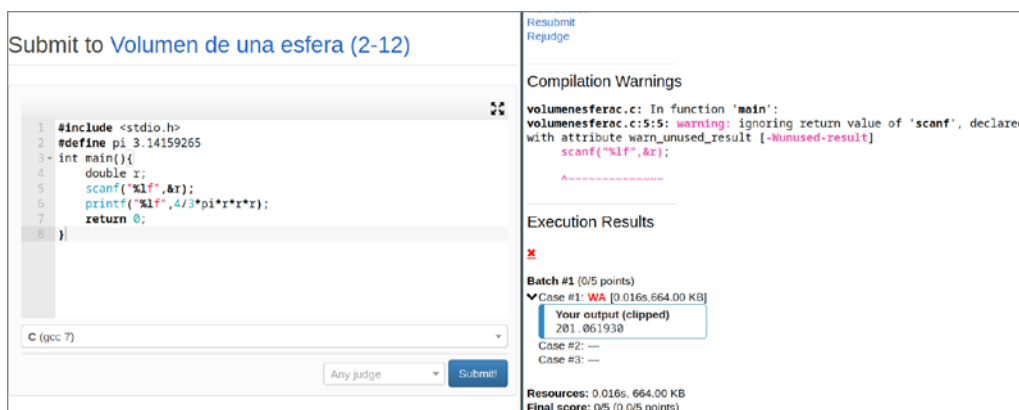 Submit to Volumen de una esfera (2-12)
1 #include <stdio.h>
2 #define pi 3.14159265
3 int main(){
4 double r;
5 scanf("%lf",&r);
6 printf("%lf",4/3*pi*r*r*r);
7 return 0;
8 }
C (gcc 7)
Any judge
Submit!
Resubmit
Rejudge
Compilation Warnings
volumenesferac.c: In function 'main':
volumenesferac.c:5:5: warning: ignoring return value of 'scanf', declared
with attribute warn_unused_result [-Wunused-result]
scanf("%lf",&r);
^~~~~~~~~~~~~~~
Execution Results
Batch #1 (0/5 points)
Case #1: WA [0.016s,664.00 KB]
Your output (clipped)
201.061930
Case #2: —
Case #3: —
Resources: 0.016s, 664.00 KB
Final score: 0/5 (0.0/5 points)